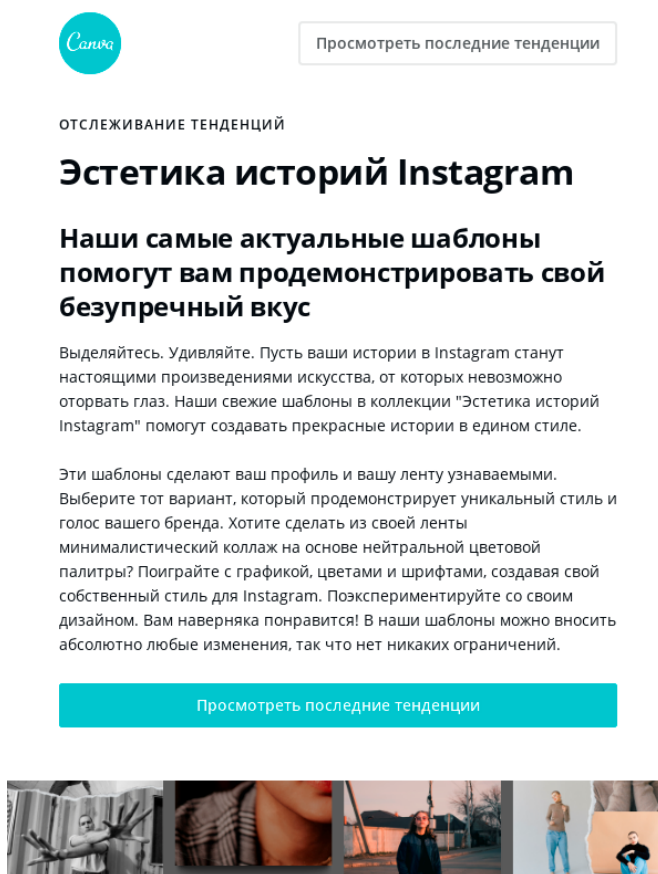 Canva
Просмотреть последние тенденции
ОТСЛЕЖИВАНИЕ ТЕНДЕНЦИЙ
Эстетика историй Instagram
Наши самые актуальные шаблоны
помогут вам продемонстрировать свой
безупречный вкус
Выделяйтесь. Удивляйте. Пусть ваши истории в Instagram станут
настоящими произведениями искусства, от которых невозможно
оторвать глаз. Наши свежие шаблоны в коллекции "Эстетика историй
Instagram" помогут создавать прекрасные истории в едином стиле.
Эти шаблоны сделают ваш профиль и вашу ленту узнаваемыми.
Выберите тот вариант, который продемонстрирует уникальный стиль и
голос вашего бренда. Хотите сделать из своей ленты
минималистический коллаж на основе нейтральной цветовой
палитры? Поиграйте с графикой, цветами и шрифтами, создавая свой
собственный стиль для Instagram. Поэкспериментируйте со своим
дизайном. Вам наверняка понравится! В наши шаблоны можно вносить
абсолютно любые изменения, так что нет никаких ограничений.
Просмотреть последние тенденции